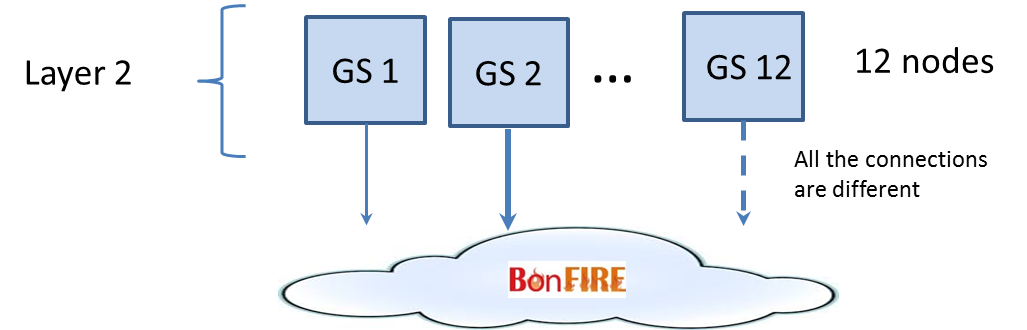 Layer 2
GS 1
GS 2
...
GS 12
12 nodes
All the connections
are different
BonFIRE